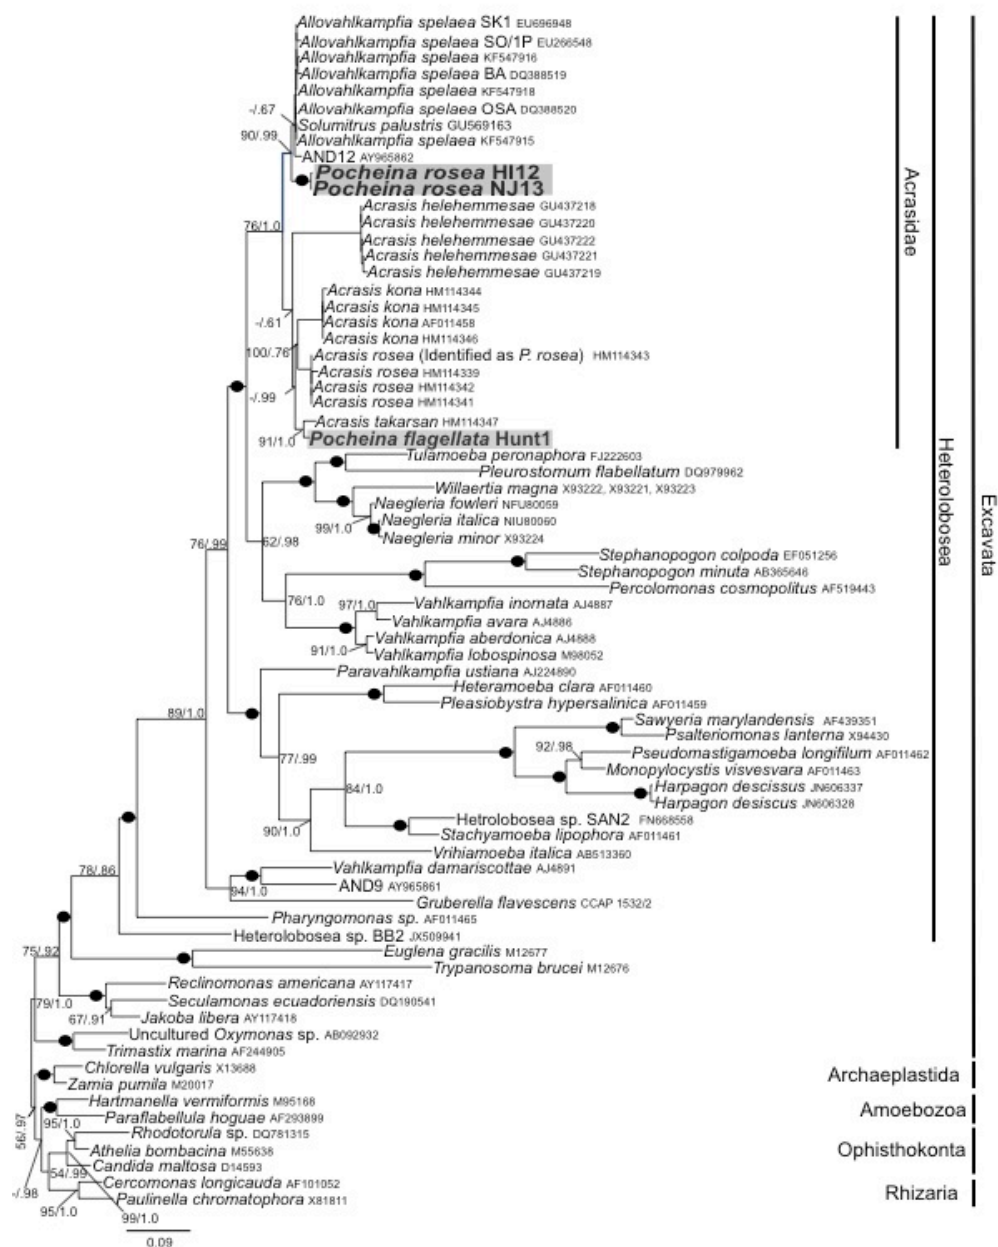 Allovahlkampfia spelaea SK1 EU696948
Allovahlkampfia spelaea SO/1P EU266548
Allovahlkampfia spelaea KF547916
Allovahlkampfia spelaea BA DQ388519
Allovahlkampfia spelaea KF547918
Allovahlkampfia spelaea OSA DQ388520
-/.67
Solumitrus palustris GU569163
90/.99
Allovahlkampfia spelaea KF547915
AND12 AY965862
Pocheina rosea HI12
Pocheina rosea NJ13
Acrasidae
Acrasis helehemmesae GU437218
76/1.0
Acrasis helehemmesae GU437220
Acrasis helehemmesae GU437222
Acrasis helehemmesae GU437221
Acrasis helehemmesae GU437219
Acrasis kona HM114344
Acrasis kona HM114345
-/.61
Acrasis kona AF011458
Acrasis kona HM114346
100/.76
Acrasis rosea (Identified as P. rosea) HM114343
Acrasis rosea HM114339
Acrasis rosea HM114342
-/.99
Acrasis rosea HM114341
Acrasis takarsan HM114347
91/1.0
Pocheina flagellata Hunt1
Tulamoeba peronaphora FJ222603
Pleurostomum flabellatum DQ979962
Willaertia magna X93222, X93221, X93223
Naegleria fowleri NFU80059
99/1.0
Naegleria italica NIU80060
Naegleria minor X93224
76/.99
62/.98
Heterolobosea
Excavata
Stephanopogon colpoda EF051256
Stephanopogon minuta AB365646
Percolomonas cosmopolitus AF519443
76/1.0
97/1.0
Vahlkampfia inornata AJ4887
Vahlkampfia avara AJ4886
Vahlkampfia aberdonica AJ4888
91/1.0
Vahlkampfia lobospinosa M98052
Paravahlkampfia ustiana AJ224890
Heteramoeba clara AF011460
Pleasiobystra hypersalinica AF011459
89/1.0
Sawyeria marylandensis AF439351
Psalteriomonas lanterna X94430
92/.98
Pseudomastigamoeba longifilum AF011462
77/.99
Monopylocystis visvesvara AF011463
Harpagon descissus JN606337
84/1.0
Harpagon desiscus JN606328
Hetrolobosea sp. SAN2 FN668558
90/1.0
Stachyamoeba lipophora AF011461
Vrihiamoeba italica AB513360
78/.86
Vahlkampfia damariscottae AJ4891
94/1.0
AND9 AY965861
Gruberella flavescens CCAP 1532/2
Pharyngomonas sp. AF011465
Heterolobosea sp. BB2 JX509941
75/.92
Euglena gracilis M12677
Trypanosoma brucei M12676
Reclinomonas americana AY117417
79/1.0
Seculamonas ecuadoriensis DQ190541
67/.91
Jakoba libera AY117418
Uncultured Oxymonas sp. AB092932
Trimastix marina AF244905
Chlorella vulgaris X13688
Archaeplastida
Zamia pumila M20017
Hartmanella vermiformis M95168
Amoebozoa
Paraflabellula hoguae AF293899
56/.97
95/1.0
Rhodotorula sp. DQ781315
Athelia bombacina M55638
Ophisthokonta
Candida maltosa D14593
54/.99
Cercomonas longicauda AF101052
-/.98
Rhizaria
Paulinella chromatophora X81811
95/1.0
99/1.0
0.09